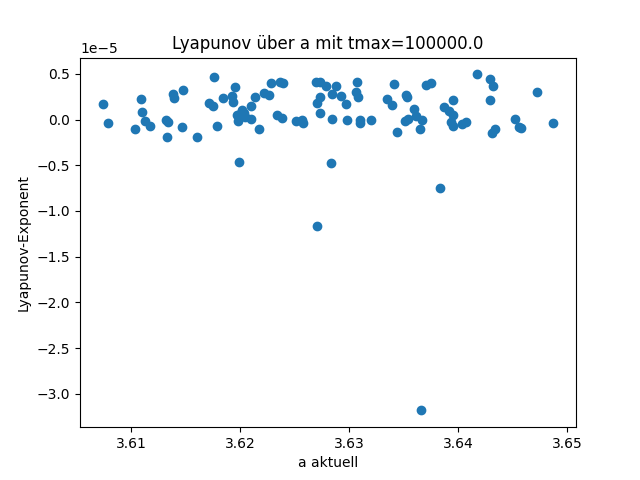 Lyapunov über a mit tmax=100000.0
1e−5
0.5
0.0
−0.5
−1.0
−1.5
−2.0
−2.5
−3.0
Lyapunov-Exponent
3.61 3.62 3.63 3.64 3.65
a aktuell